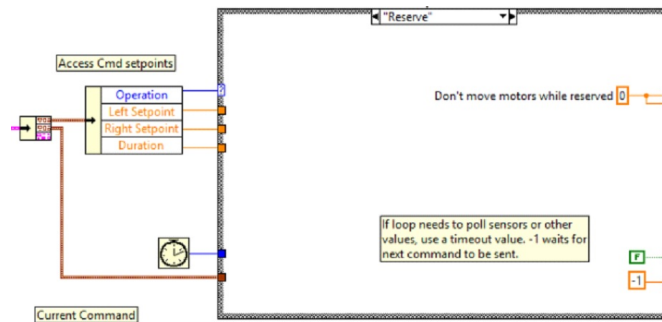 "Reserve"
Access Cmd setpoints
Operation
Left Setpoint
Right Setpoint
Duration
?
Don't move motors while reserved 0
If loop needs to poll sensors or other
values, use a timeout value. -1 waits for
next command to be sent.
F
-1
Current Command